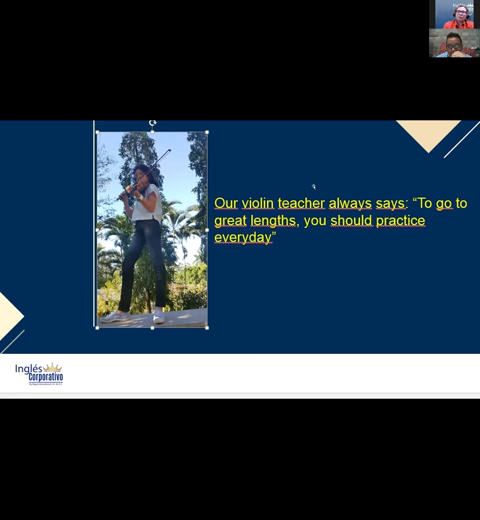 Our violin teacher always says: “To go to
great lengths, you should practice
everyday”
Inglés
Corporativo